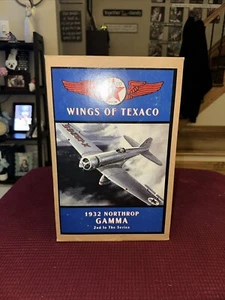 WINGS OF TEXACO
1932 NORTHROP
GAMMA
2nd In The Series